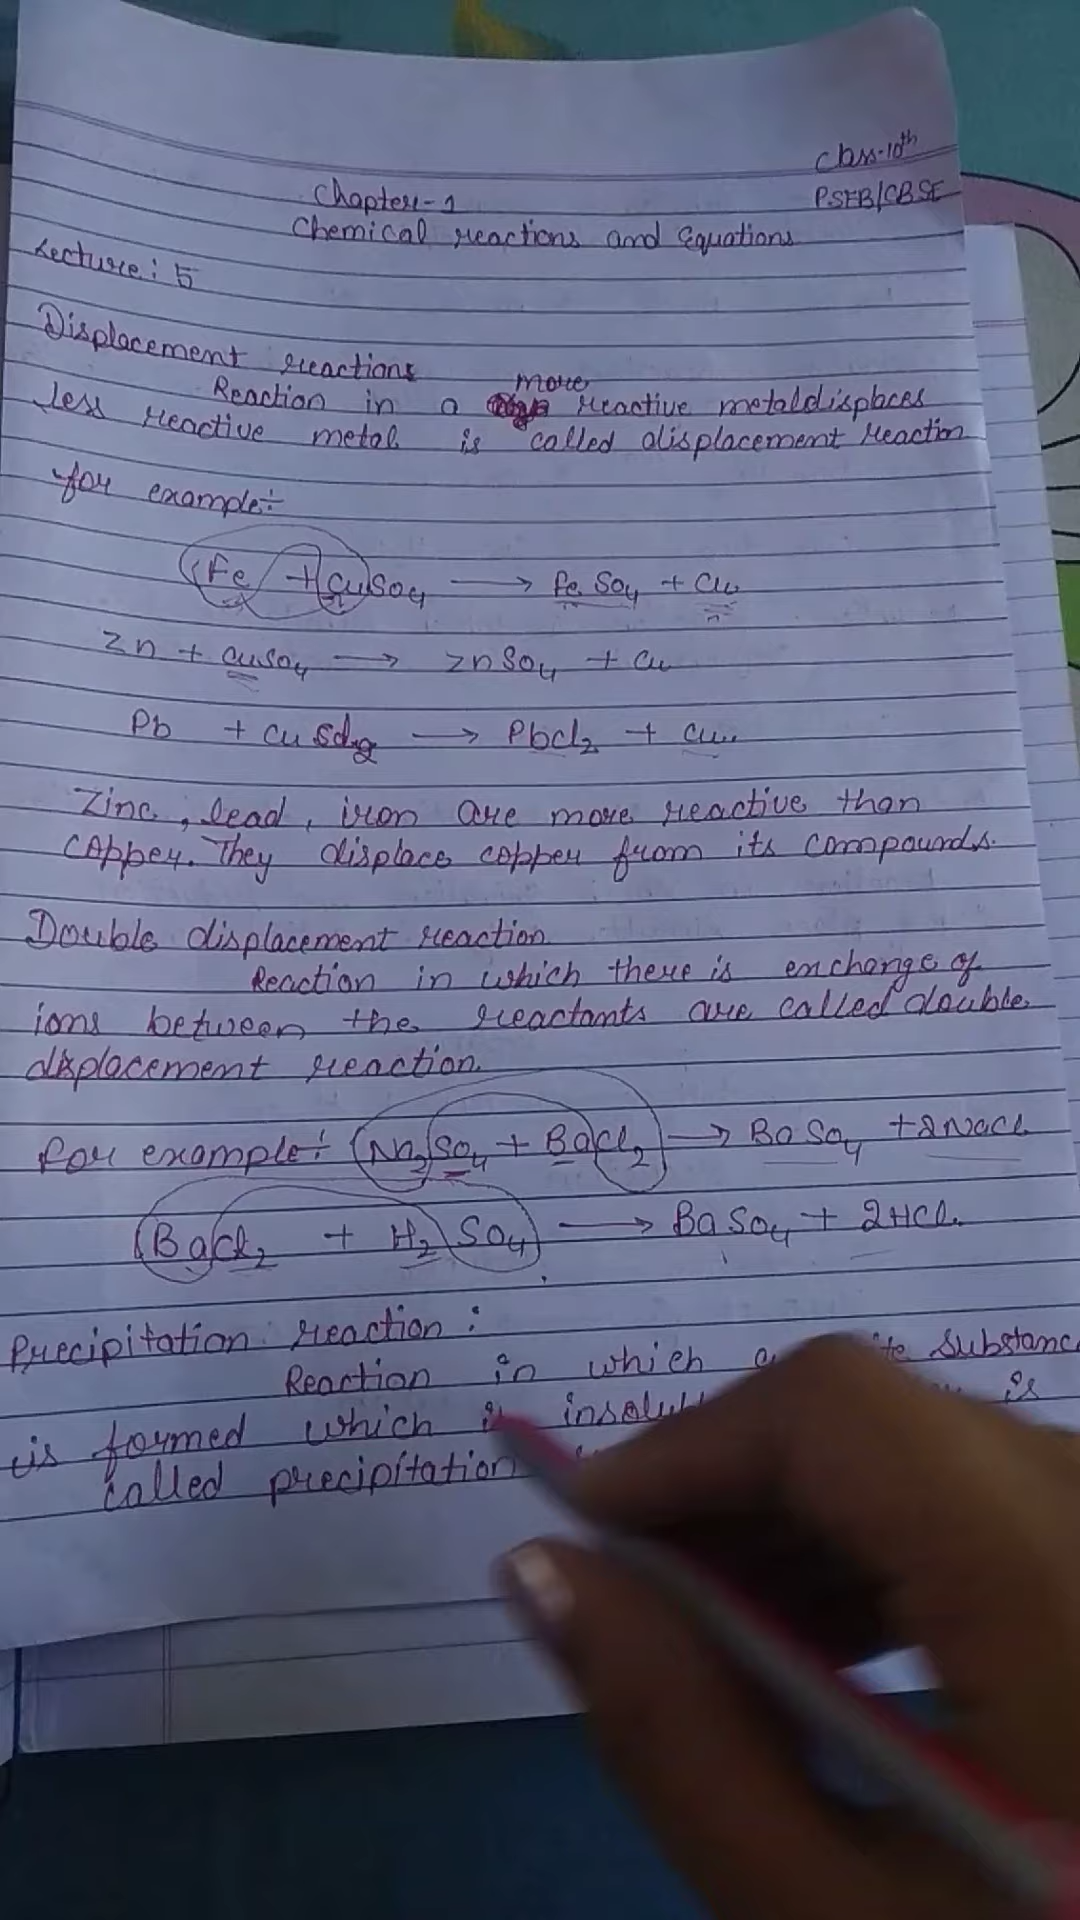 Class-10th
PSEB/CBSE
Chapter-1
Chemical reactions and Equations
Lecture: 5
Displacement reactions
Reaction in a more reactive metal displaces
less reactive metal is called displacement reaction
for example:-
Fe + CuSO4 → FeSO4 + Cu
Zn + CuSO4 → ZnSO4 + Cu
Pb + Cu → PbCl2 + Cu
Zinc, lead, iron are more reactive than
copper. They displace copper from its compounds.
Double displacement reaction
Reaction in which there is exchange of
ions between the reactants are called double
displacement reaction.
for example:- Na2SO4 + BaCl2 → BaSO4 + 2NaCl
BaCl2 + H2SO4 → BaSO4 + 2HCl.
Precipitation reaction:
Reaction in which substanc
is formed which is is
called precipitation